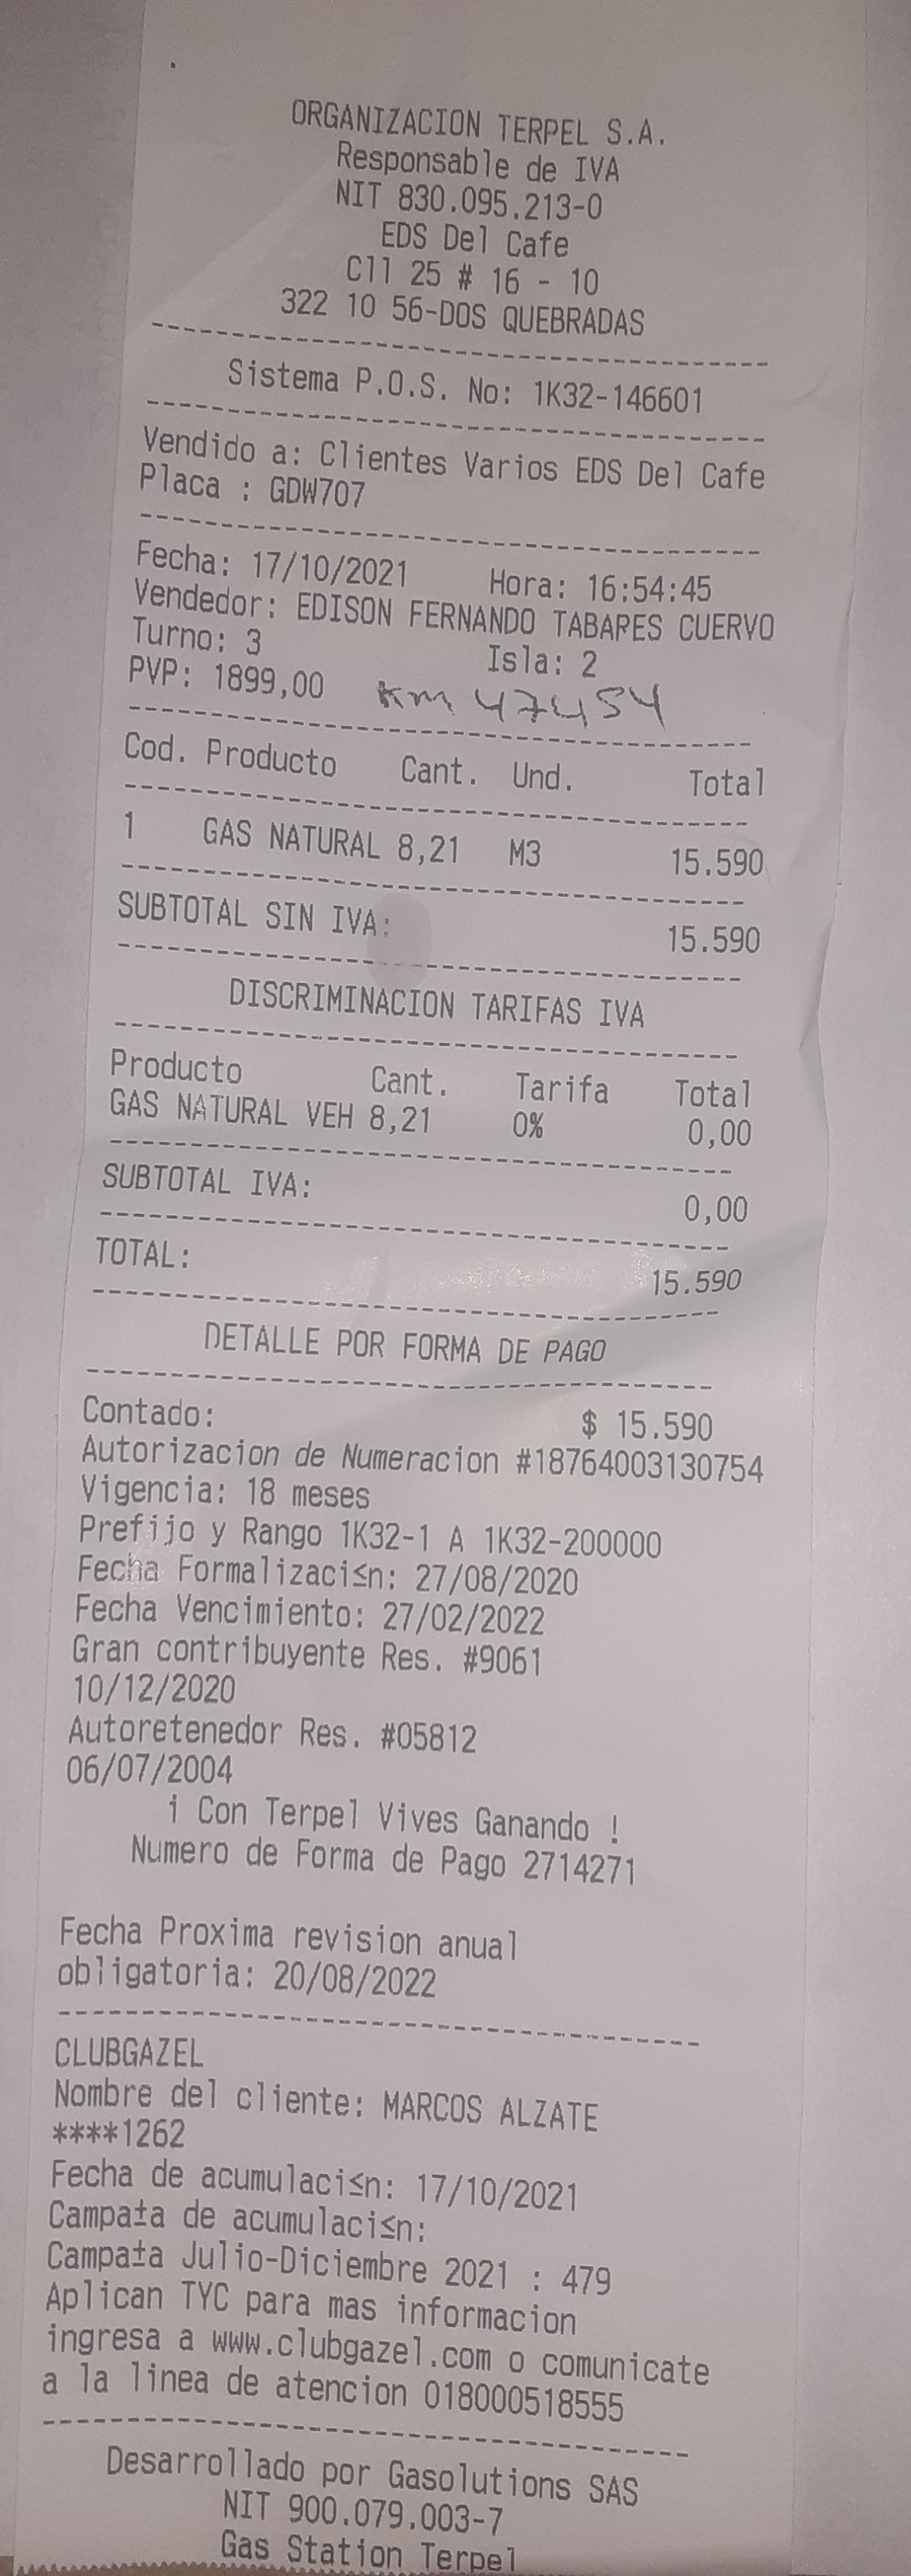 ORGANIZACION TERPEL S.A.
Responsable de IVA
NIT 830.095.213-0
EDS Del Cafe
Cll 25 # 16 - 10
322 10 56-DOS QUEBRADAS
Sistema P.O.S. No: 1K32-146601
Vendido a: Clientes Varios EDS Del Cafe
Placa : GDW707
Fecha: 17/10/2021 Hora: 16:54:45
Vendedor: EDISON FERNANDO TABARES CUERVO
Turno: 3 Isla: 2
PVP: 1899,00 Km 47454
Cod. Producto Cant. Und. Total
1 GAS NATURAL 8,21 M3 15.590
SUBTOTAL SIN IVA: 15.590
DISCRIMINACION TARIFAS IVA
Producto Cant. Tarifa Total
GAS NATURAL VEH 8,21 0% 0,00
SUBTOTAL IVA: 0,00
TOTAL: 15.590
DETALLE POR FORMA DE PAGO
Contado: $ 15.590
Autorizacion de Numeracion #18764003130754
Vigencia: 18 meses
Prefijo y Rango 1K32-1 A 1K32-200000
Fecha Formalizaci≤n: 27/08/2020
Fecha Vencimiento: 27/02/2022
Gran contribuyente Res. #9061
10/12/2020
Autoretenedor Res. #05812
06/07/2004
¡ Con Terpel Vives Ganando !
Numero de Forma de Pago 2714271
Fecha Proxima revision anual
obligatoria: 20/08/2022
CLUBGAZEL
Nombre del cliente: MARCOS ALZATE
****1262
Fecha de acumulaci≤n: 17/10/2021
Campa±a de acumulaci≤n:
Campa±a Julio-Diciembre 2021 : 479
Aplican TYC para mas informacion
ingresa a www.clubgazel.com o comunicate
a la linea de atencion 018000518555
Desarrollado por Gasolutions SAS
NIT 900.079.003-7
Gas Station Terpel